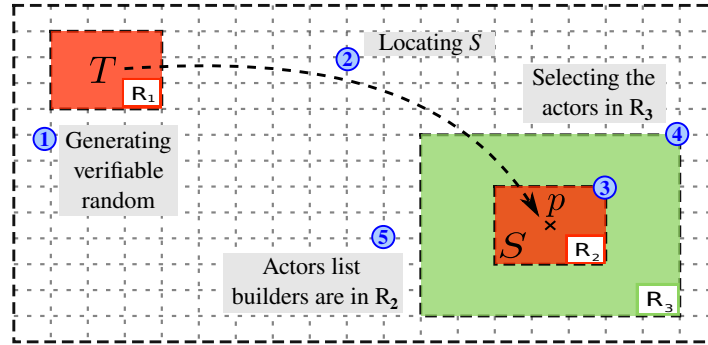 Locating S
2
T
R₁
Selecting the
actors in R₃
1
Generating
verifiable
random
4
3
p
S
R₂
5
Actors list
builders are in R₂
R₃